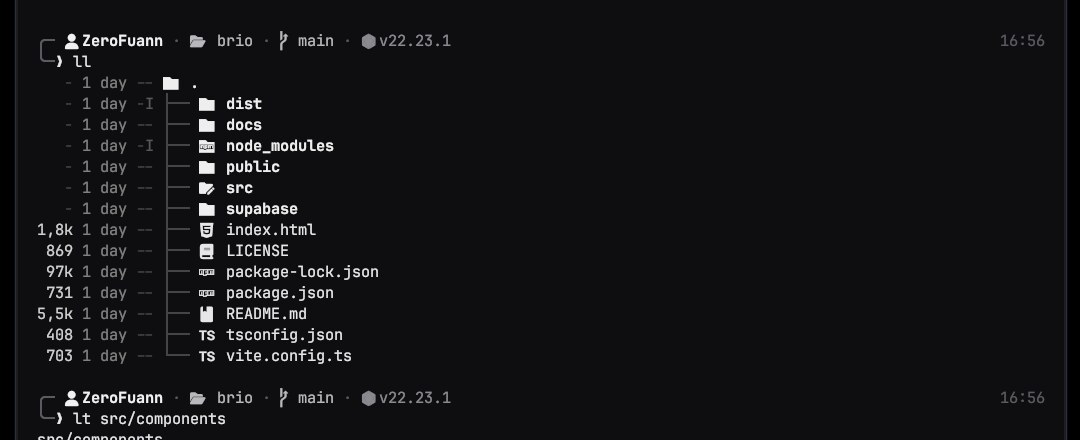 ZeroFuann · brio · main · v22.23.1 16:56
❯ ll
- 1 day -- .
- 1 day -I dist
- 1 day -- docs
- 1 day -I node_modules
- 1 day -- public
- 1 day -- src
- 1 day -- supabase
1,8k 1 day -- index.html
869 1 day -- LICENSE
97k 1 day -- package-lock.json
731 1 day -- package.json
5,5k 1 day -- README.md
408 1 day -- TS tsconfig.json
703 1 day -- TS vite.config.ts
ZeroFuann · brio · main · v22.23.1 16:56
❯ lt src/components
src/components